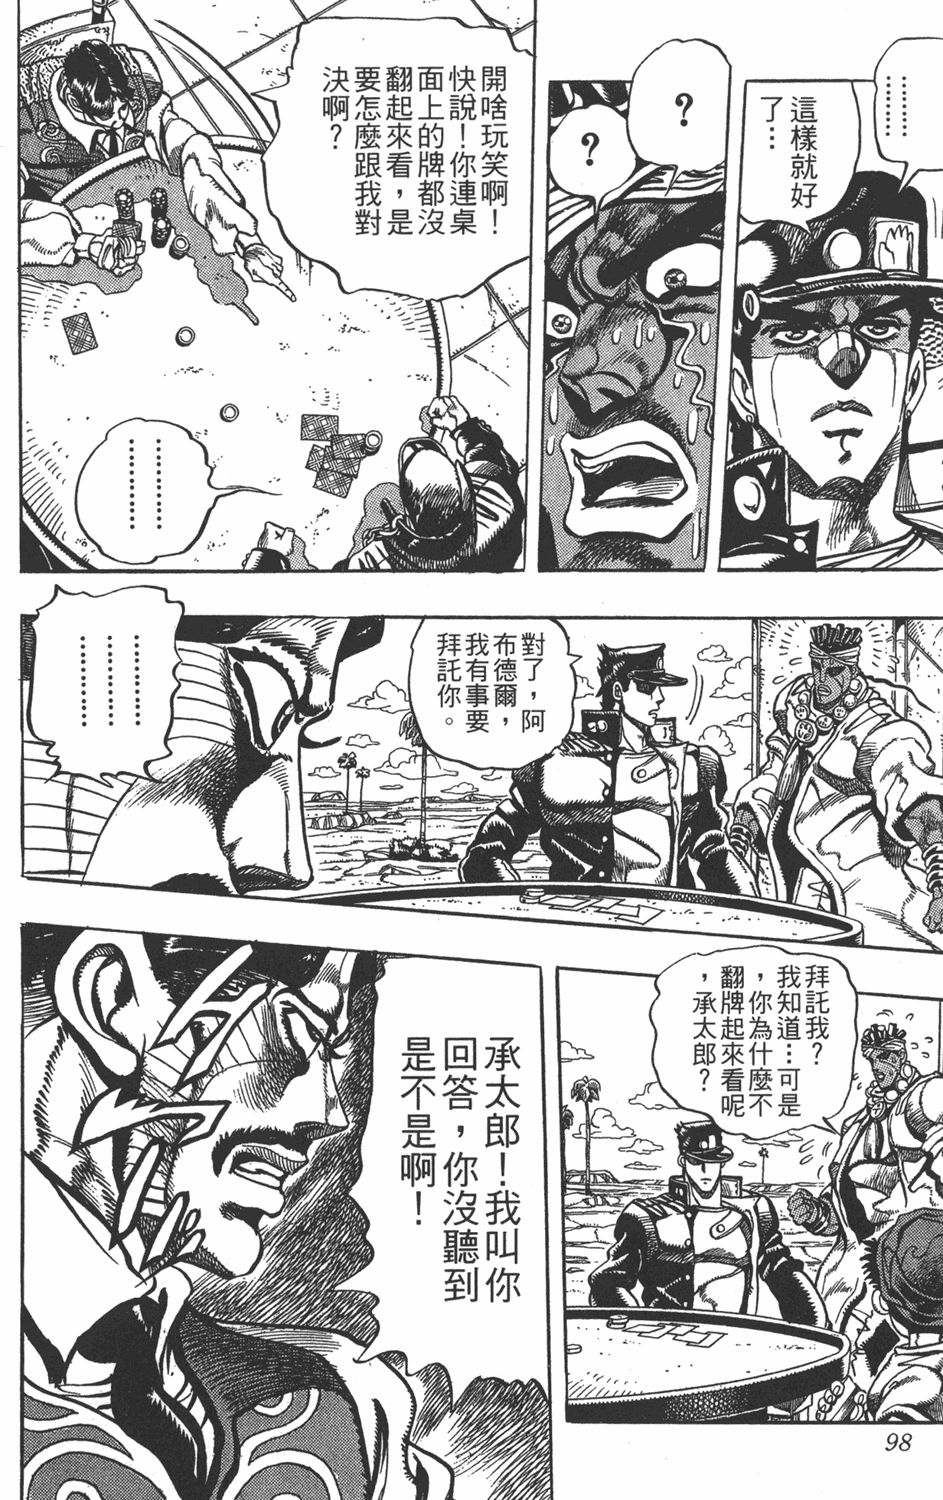 ⋯⋯⋯
⋯⋯⋯
這樣就好
了⋯
?
?
開啥玩笑啊!
快說!你連桌
面上的牌都沒
翻起來看,是
要怎麼跟我對
決啊?
⋯⋯⋯
⋯⋯⋯
對了,阿
布德爾,
我有事要
拜託你。
⋯⋯⋯
⋯⋯⋯
⋯⋯⋯
拜託我?
我知道⋯可是
,你為什麼不
翻牌起來看呢
,承太郎?
承太郎!我叫你
回答,你沒聽到
是不是啊!
98